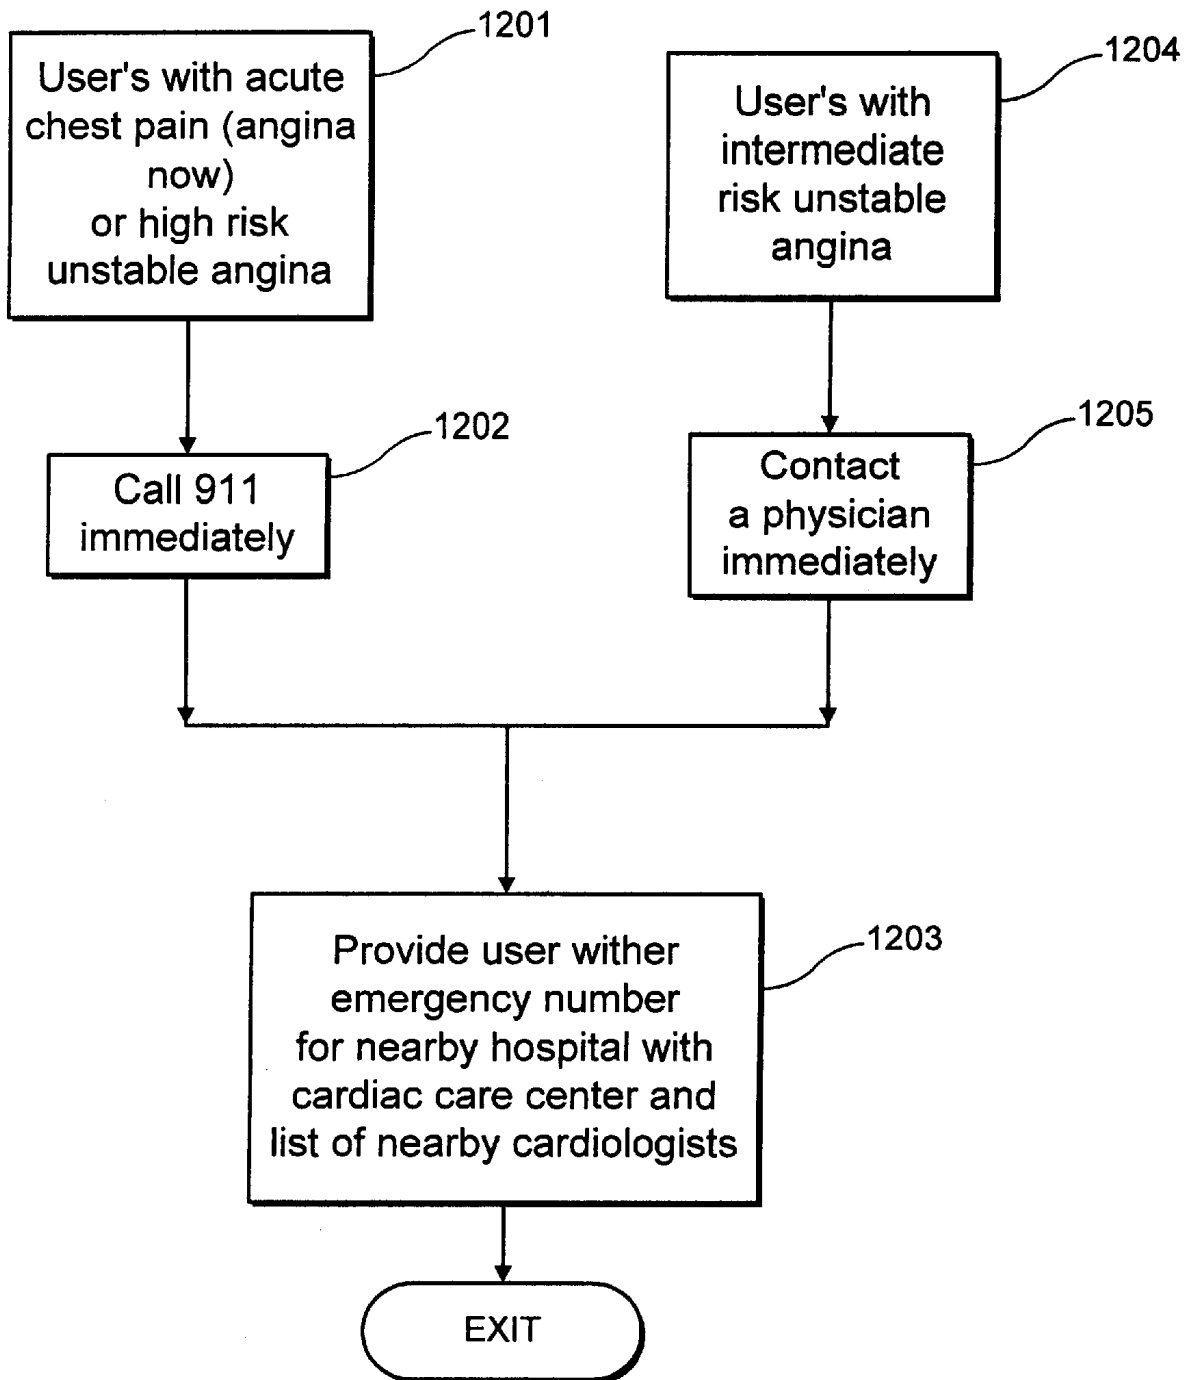 1201
User's with acute
chest pain (angina
now)
or high risk
unstable angina
1204
User's with
intermediate
risk unstable
angina
1202
Call 911
immediately
1205
Contact
a physician
immediately
1203
Provide user wither
emergency number
for nearby hospital with
cardiac care center and
list of nearby cardiologists
EXIT